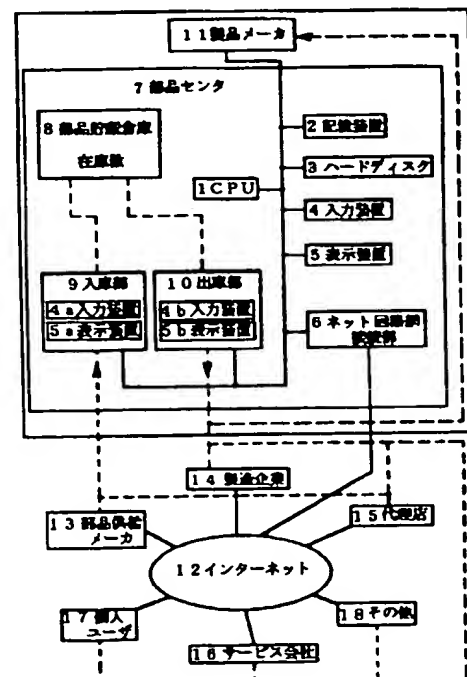 11製品メーカ
7部品センタ
8部品貯蔵倉庫
在庫数
2記憶装置
3ハードディスク
1CPU
4入力装置
5表示装置
9入庫部
4a入力装置
5a表示装置
10出庫部
4b入力装置
5b表示装置
6ネット回路網
接続部
14製造企業
13部品供給
メーカ
15代理店
12インターネット
17個人
ユーザ
18その他
16サービス会社